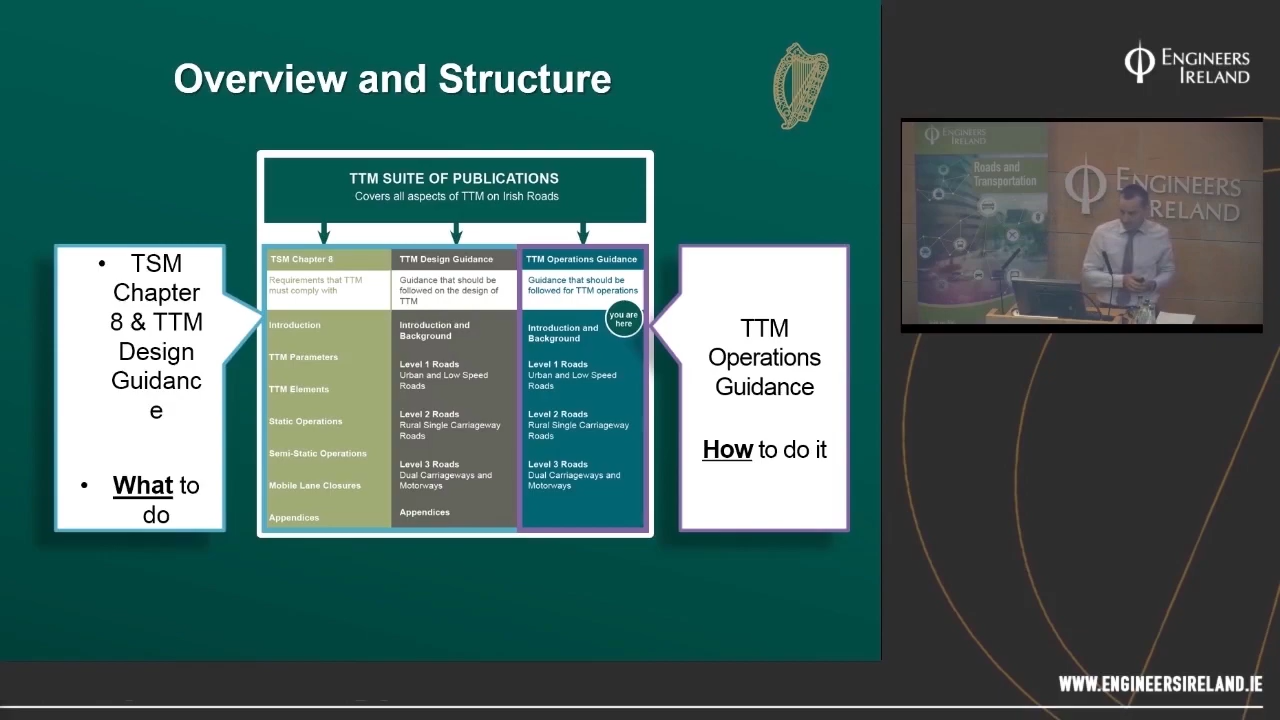 Overview and Structure
ENGINEERS
IRELAND
TTM SUITE OF PUBLICATIONS
Covers all aspects of TTM on Irish Roads
• TSM
Chapter
8 & TTM
Design
Guidanc
e
• What to
do
TSM Chapter 8
Requirements that TTM
must comply with
Introduction
TTM Parameters
TTM Elements
Static Operations
Semi-Static Operations
Mobile Lane Closures
Appendices
TTM Design Guidance
Guidance that should be
followed on the design of
TTM
Introduction and
Background
Level 1 Roads
Urban and Low Speed
Roads
Level 2 Roads
Rural Single Carriageway
Roads
Level 3 Roads
Dual Carriageways and
Motorways
Appendices
TTM Operations Guidance
Guidance that should be
followed for TTM operations
you are
here
Introduction and
Background
Level 1 Roads
Urban and Low Speed
Roads
Level 2 Roads
Rural Single Carriageway
Roads
Level 3 Roads
Dual Carriageways and
Motorways
TTM
Operations
Guidance
How to do it
ENGINEERS
IRELAND
Roads and
Transportation
ENGINEERS
IRELAND
WWW.ENGINEERSIRELAND.IE